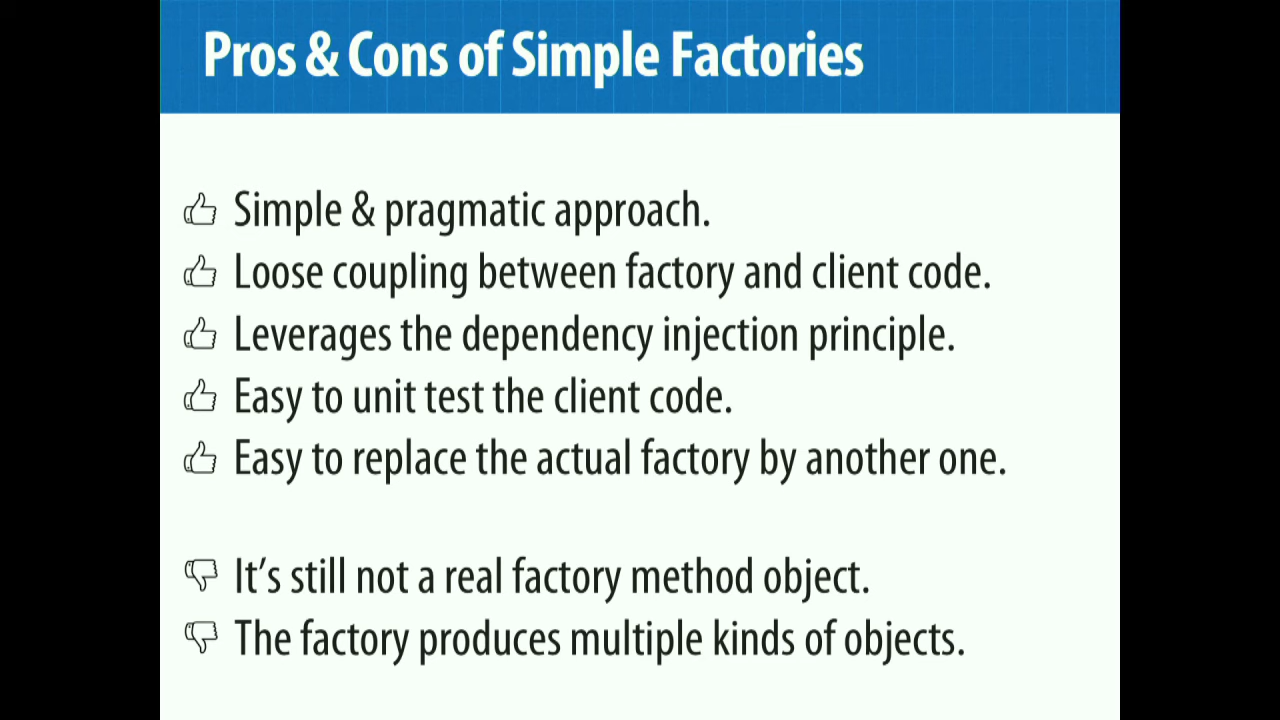 Pros & Cons of Simple Factories
Simple & pragmatic approach.
Loose coupling between factory and client code.
Leverages the dependency injection principle.
Easy to unit test the client code.
Easy to replace the actual factory by another one.
It’s still not a real factory method object.
The factory produces multiple kinds of objects.